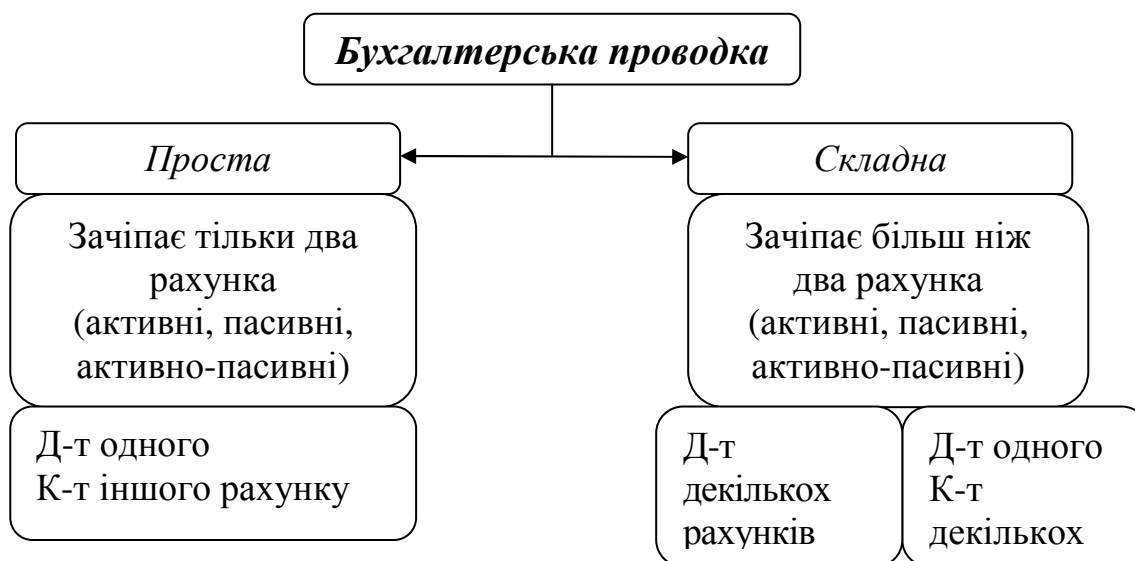 Бухгалтерська проводка
Проста
Складна
Зачіпає тільки два
рахунка
(активні, пасивні,
активно-пасивні)
Зачіпає більш ніж
два рахунка
(активні, пасивні,
активно-пасивні)
Д-т одного
К-т іншого рахунку
Д-т
декількох
рахунків
Д-т одного
К-т
декількох